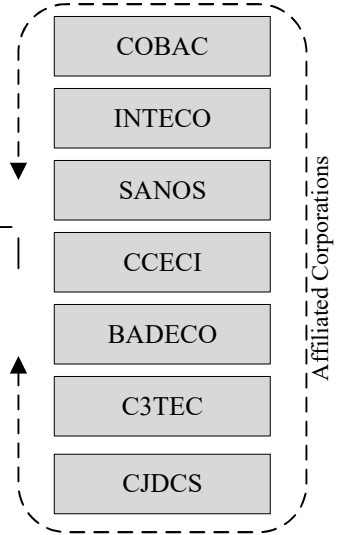 COBAC
INTECO
SANOS
CCECI
BADECO
C3TEC
CJDCS
Affiliated Corporations